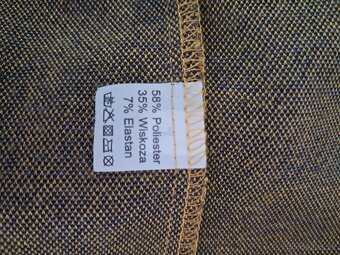 58% Poliester
35% Wiskoza
7% Elastan